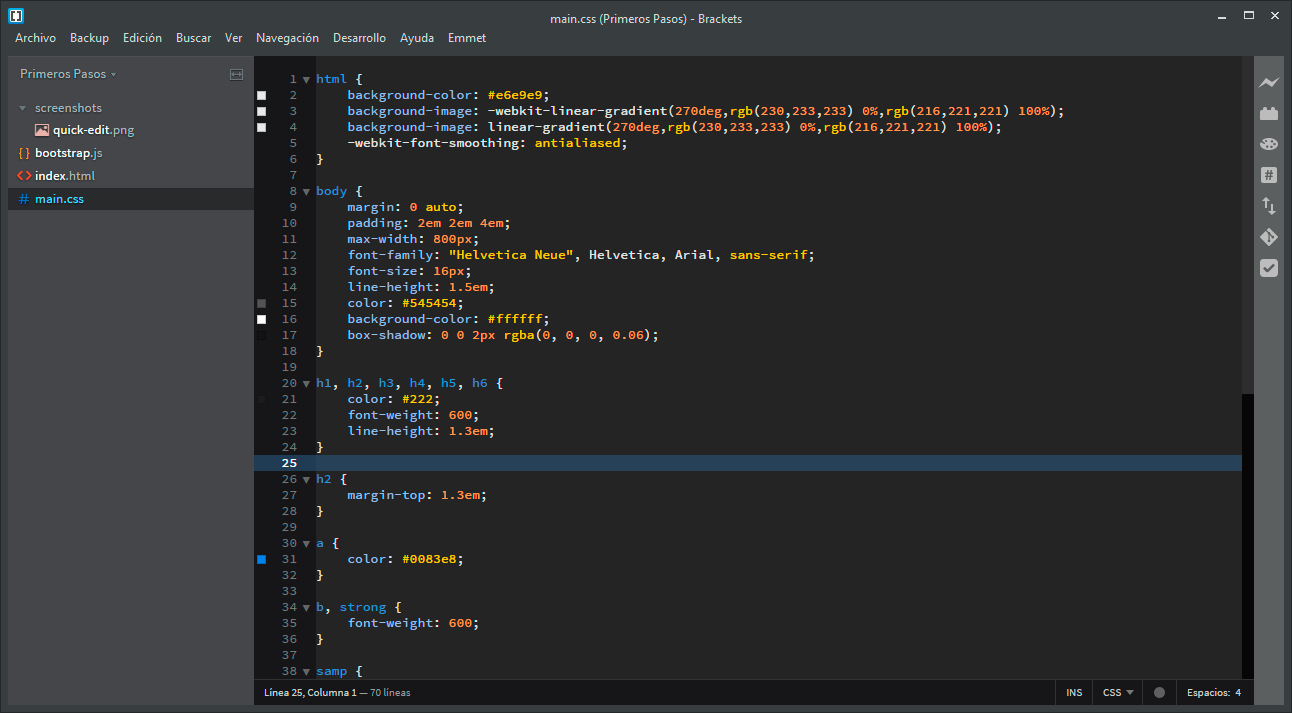 main.css (Primeros Pasos) - Brackets
Archivo Backup Edición Buscar Ver Navegación Desarrollo Ayuda Emmet
Primeros Pasos
screenshots
quick-edit.png
{} bootstrap.js
<> index.html
# main.css
1 html {
2     background-color: #e6e9e9;
3     background-image: -webkit-linear-gradient(270deg,rgb(230,233,233) 0%,rgb(216,221,221) 100%);
4     background-image: linear-gradient(270deg,rgb(230,233,233) 0%,rgb(216,221,221) 100%);
5     -webkit-font-smoothing: antialiased;
6 }
7
8 body {
9     margin: 0 auto;
10     padding: 2em 2em 4em;
11     max-width: 800px;
12     font-family: "Helvetica Neue", Helvetica, Arial, sans-serif;
13     font-size: 16px;
14     line-height: 1.5em;
15     color: #545454;
16     background-color: #ffffff;
17     box-shadow: 0 0 2px rgba(0, 0, 0, 0.06);
18 }
19
20 h1, h2, h3, h4, h5, h6 {
21     color: #222;
22     font-weight: 600;
23     line-height: 1.3em;
24 }
25
26 h2 {
27     margin-top: 1.3em;
28 }
29
30 a {
31     color: #0083e8;
32 }
33
34 b, strong {
35     font-weight: 600;
36 }
37
38 samp {
Línea 25, Columna 1 — 70 líneas
INS CSS Espacios: 4